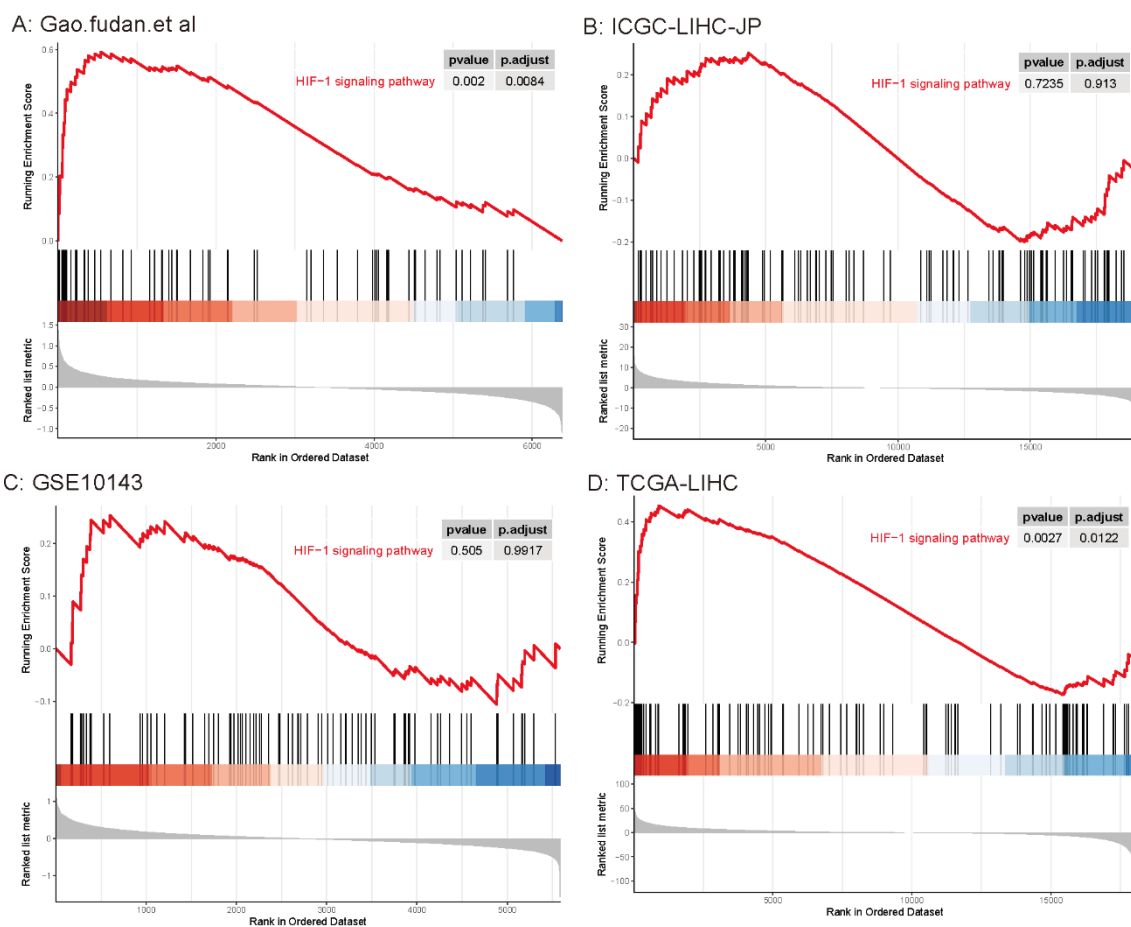 A: Gao.fudan.et al
pvalue p.adjust
HIF−1 signaling pathway 0.002 0.0084
Running Enrichment Score
0.6
0.4
0.2
0.0
Ranked list metric
1.5
1.0
0.5
0.0
−0.5
−1.0
2000 4000 6000
Rank in Ordered Dataset
B: ICGC-LIHC-JP
pvalue p.adjust
HIF−1 signaling pathway 0.7235 0.913
Running Enrichment Score
0.2
0.1
0.0
−0.1
−0.2
Ranked list metric
30
20
10
0
−10
−20
5000 10000 15000
Rank in Ordered Dataset
C: GSE10143
pvalue p.adjust
HIF−1 signaling pathway 0.505 0.9917
Running Enrichment Score
0.2
0.1
0.0
−0.1
Ranked list metric
1
0
−1
1000 2000 3000 4000 5000
Rank in Ordered Dataset
D: TCGA-LIHC
pvalue p.adjust
HIF−1 signaling pathway 0.0027 0.0122
Running Enrichment Score
0.4
0.2
0.0
−0.2
Ranked list metric
100
50
0
−50
−100
5000 10000 15000
Rank in Ordered Dataset